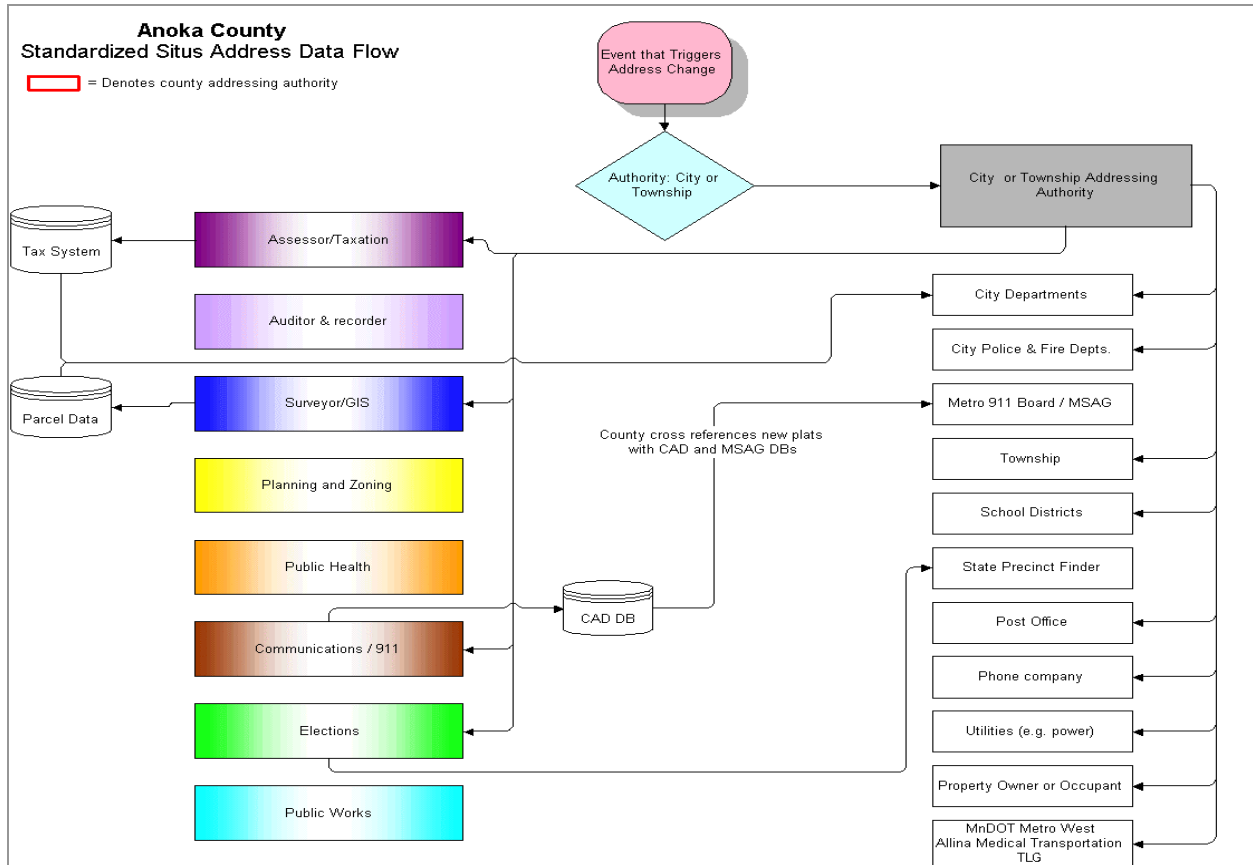 Anoka County
Standardized Situs Address Data Flow
= Denotes county addressing authority
Event that Triggers
Address Change
Authority: City or
Township
City or Township Addressing
Authority
Tax System
Parcel Data
Assessor/Taxation
Auditor & recorder
Surveyor/GIS
Planning and Zoning
Public Health
Communications / 911
Elections
Public Works
County cross references new plats
with CAD and MSAG DBs
CAD DB
City Departments
City Police & Fire Depts.
Metro 911 Board / MSAG
Township
School Districts
State Precinct Finder
Post Office
Phone company
Utilities (e.g. power)
Property Owner or Occupant
MnDOT Metro West
Allina Medical Transportation
TLG